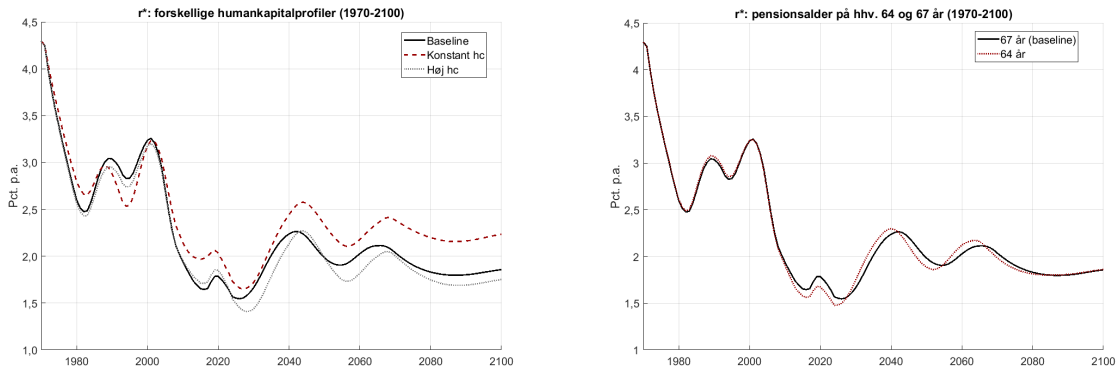 r*: forskellige humankapitalprofiler (1970-2100)
Pct. p.a.
4,5
4,0
3,5
3,0
2,5
2,0
1,5
1,0
Baseline
Konstant hc
Høj hc
1980 2000 2020 2040 2060 2080 2100
r*: pensionsalder på hhv. 64 og 67 år (1970-2100)
Pct. p.a.
4,5
4
3,5
3
2,5
2
1,5
1
67 år (baseline)
64 år
1980 2000 2020 2040 2060 2080 2100